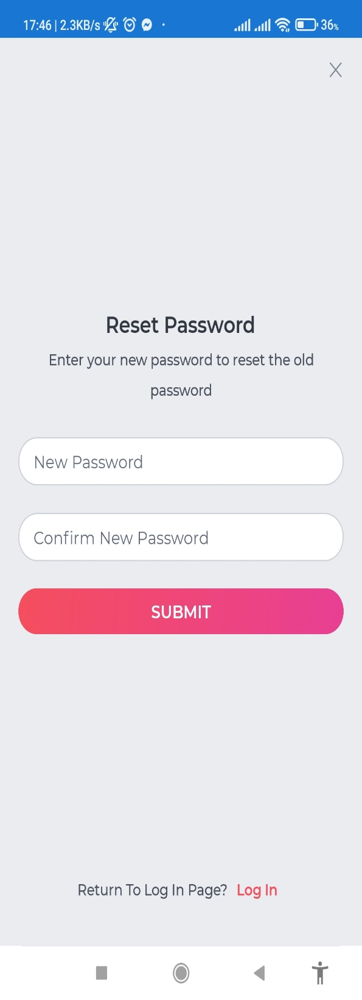 17:46 | 2.3KB/s 36%
X
Reset Password
Enter your new password to reset the old
password
New Password
Confirm New Password
SUBMIT
Return To Log In Page? Log In